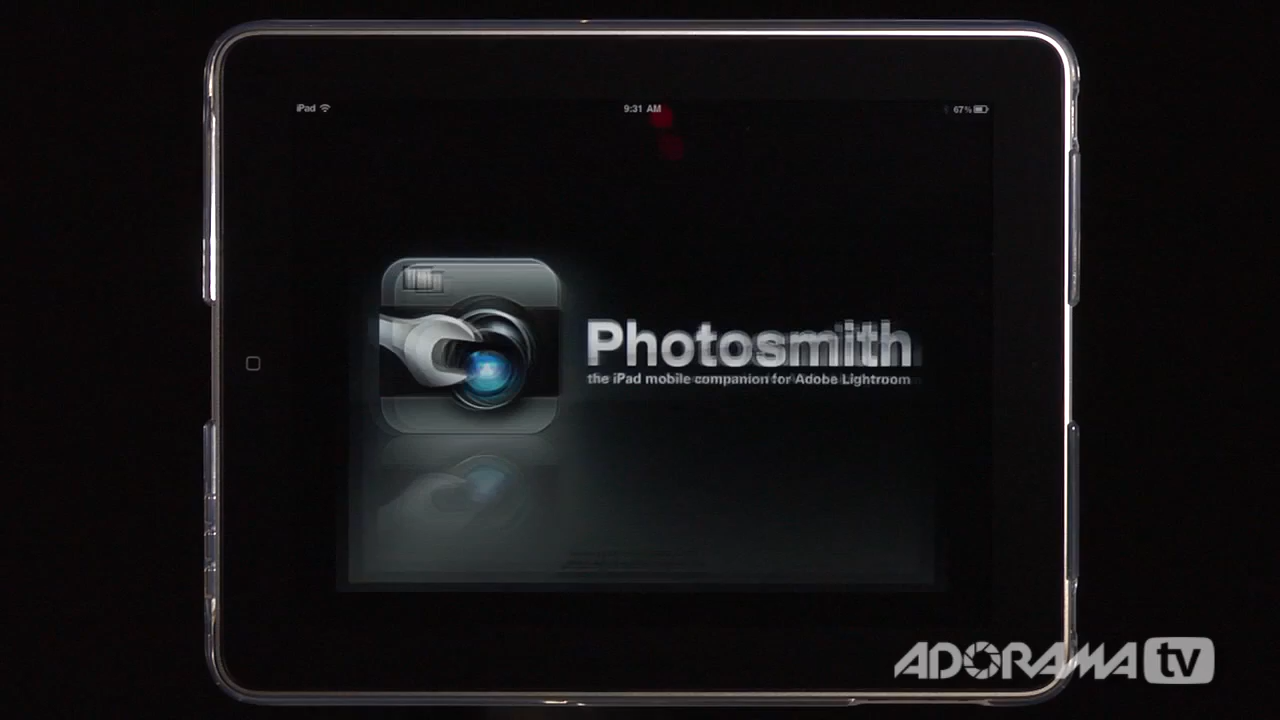 iPad 9:31 AM 67%
Photosmith
the iPad mobile companion for Adobe Lightroom
ADORAMA tv